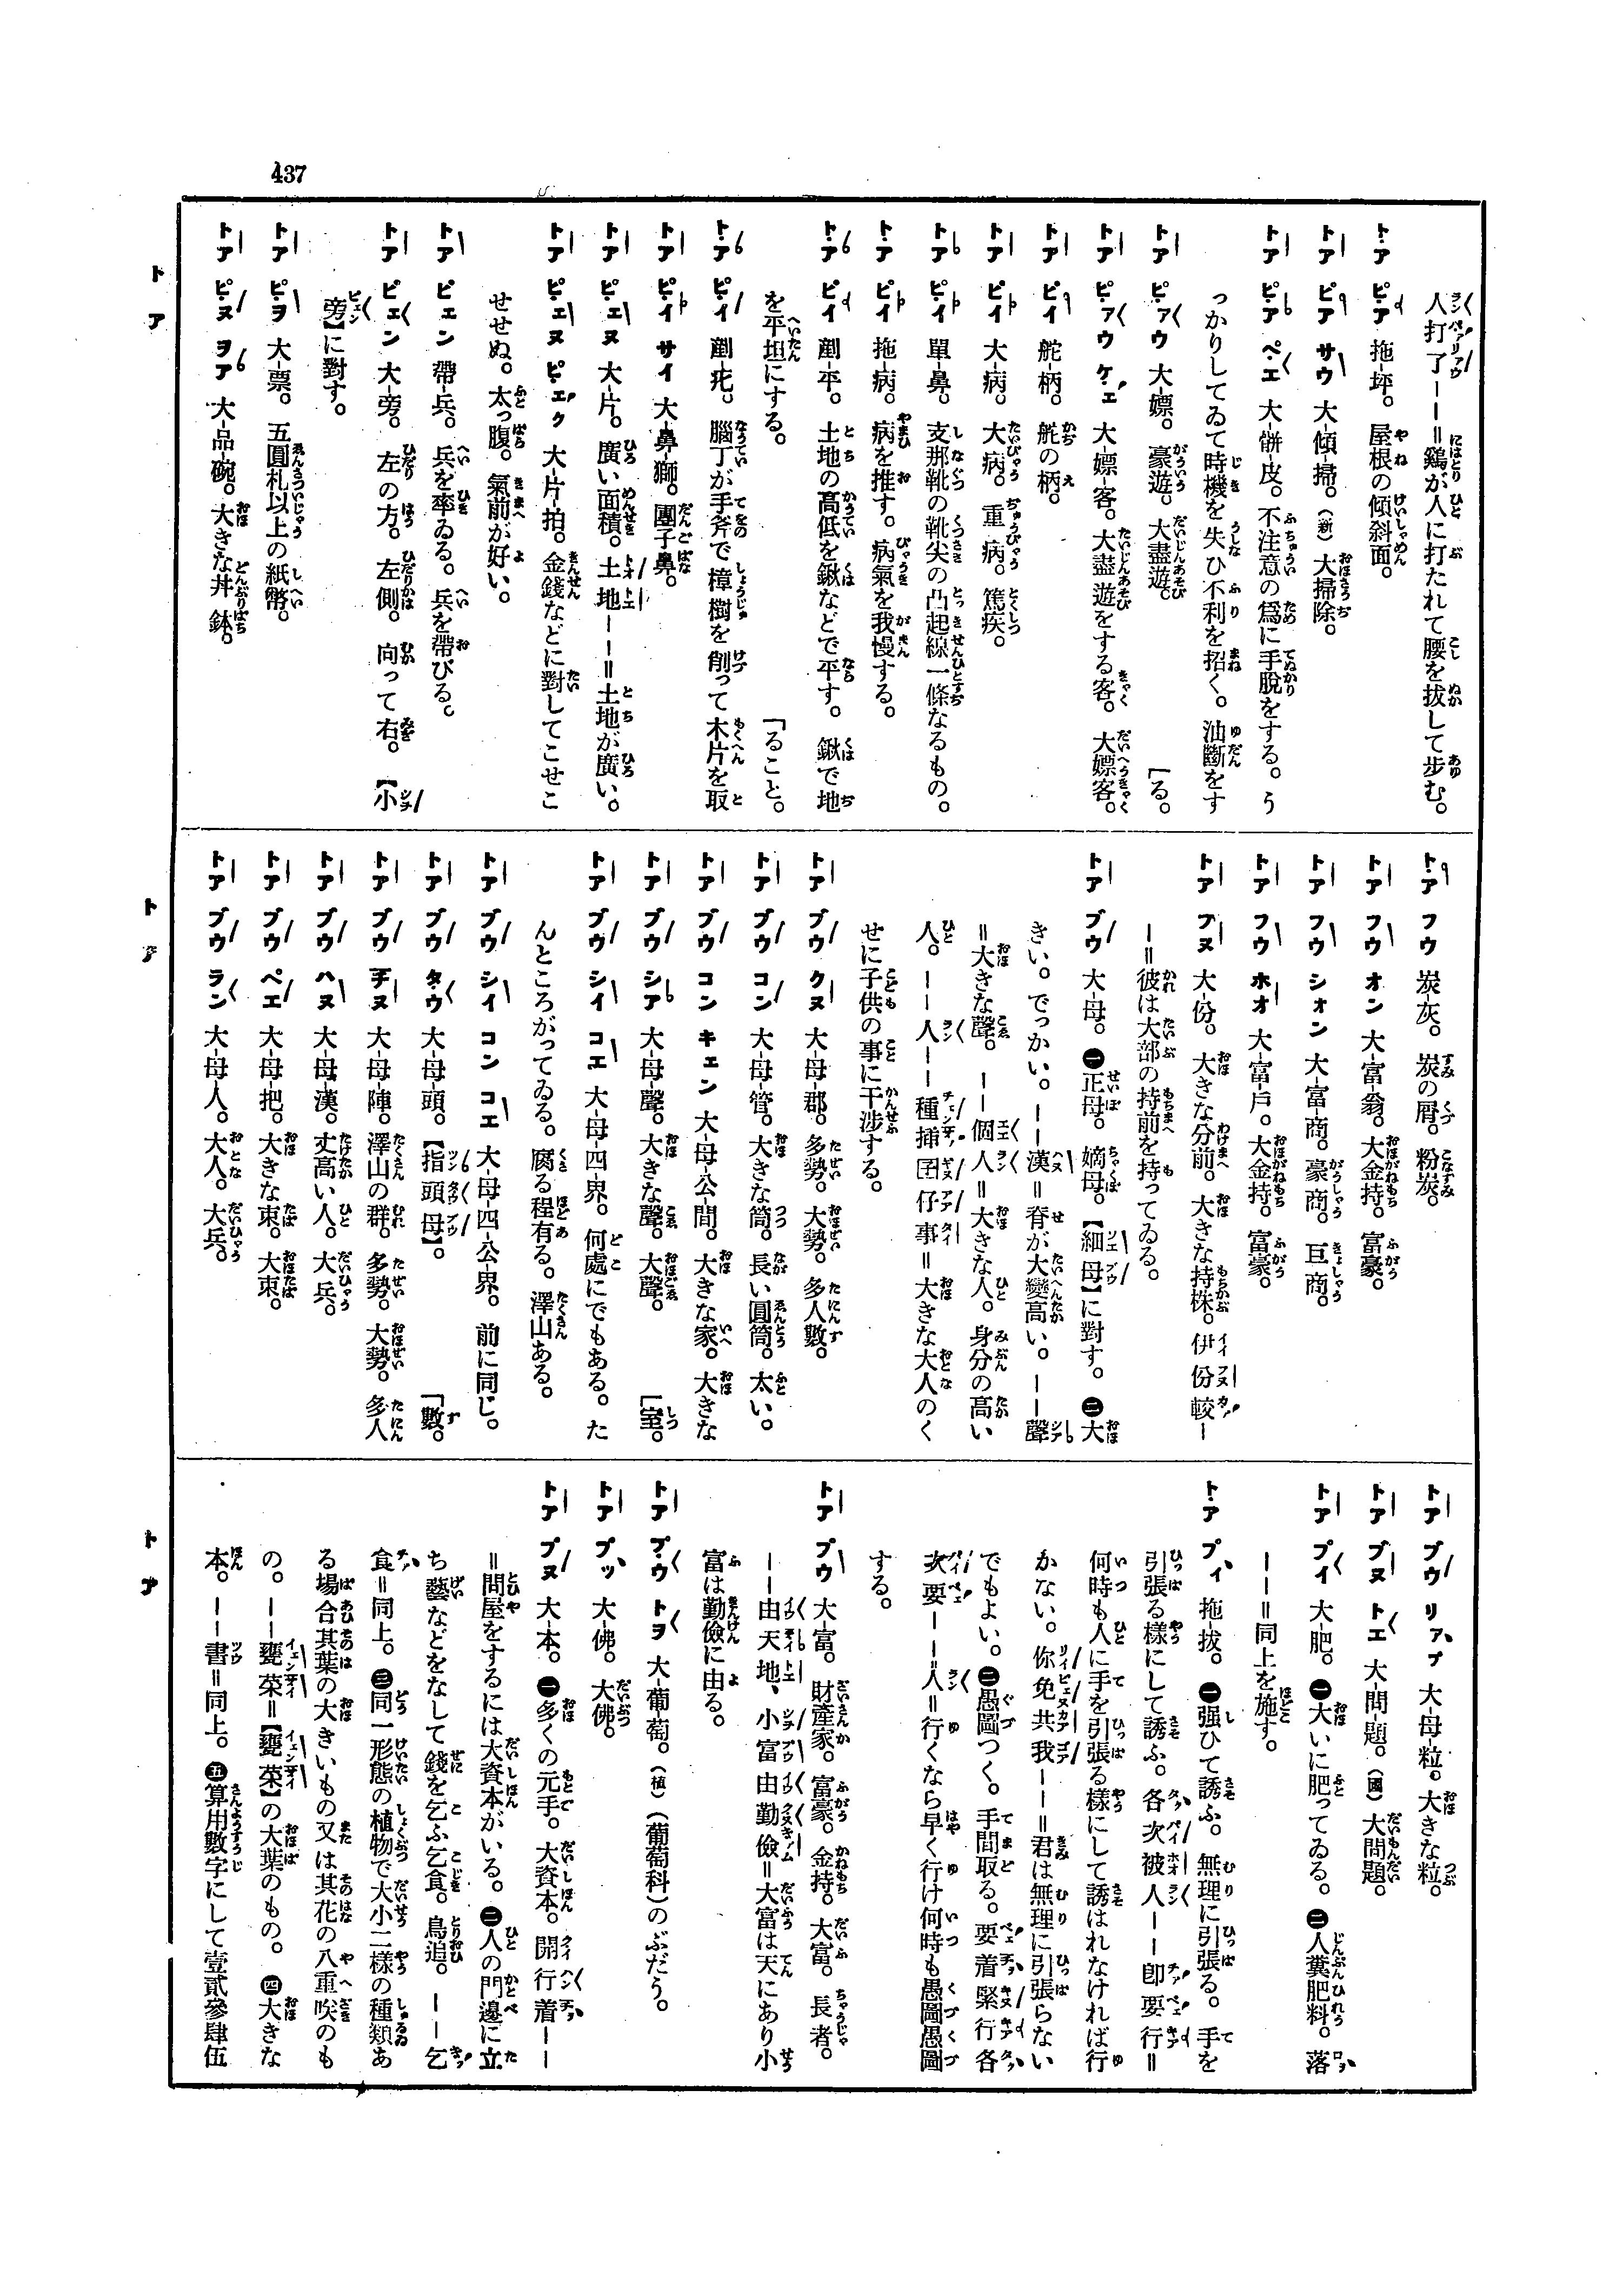 437
人打了ーー＝鷄が人に打たれて腰を拔して步む。
トア ピア 拖-坪。屋根の傾斜面。
トア ピア サウ 大-傾-掃。（新）大掃除。
トア ピア ペエ 大-骿-皮。不注意の爲に手脫をする。う
っかりしてゐて時機を失ひ不利を招く。油斷をす
「る。
トア ピァウ 大-嫖。豪遊。大盡遊。
トア ピァウ ケェ 大-嫖-客。大盡遊をする客。大嫖客。
トア ピイ 舵-柄。舵の柄。
トア ピイ 大-病。大病。重病。篤疾。
トア ピイ 單-鼻。支那靴の靴尖の凸起線一條なるもの。
トア ピイ 拖-病。病を推す。病氣を我慢する。
トア ピイ 剷-平。土地の高低を鍬などで平す。鍬で地
を平坦にする。
「ること。
トア ピイ 剷-疕。腦丁が手斧で樟樹を削って木片を取
トア ピイ サイ 大-鼻-獅。團子鼻。
トア ピェヌ 大-片。廣い面積。土地ーー＝土地が廣い。
トア ピェヌ ピェク 大-片-拍。金錢などに對してこせこ
せせぬ。太っ腹。氣前が好い。
トア ピェン 帶-兵。兵を率ゐる。兵を帶びる。
トア ピェン 大-旁。左の方。左側。向って右。【小
旁】に對す。
トア ピヲ 大-票。五圓札以上の紙幣。
トア ピヌ ヲア 大-品-碗。大きな丼鉢。
トア
トア フウ 炭-灰。炭の屑。粉炭。
トア フウ オン 大-富-翁。大金持。富豪。
トア フウ シォン 大-富-商。豪商。巨商。
トア フウ ホオ 大-富-戶。大金持。富豪。
トア フヌ 大-份。大きな分前。大きな持株。伊份較ー
ー＝彼は大部の持前を持ってゐる。
トア ブウ 大-母。㊀正母。嫡母。【細母】に對す。㊁大
きい。でっかい。ーー漢＝脊が大變高い。ーー聲
＝大きな聲。ーー個人＝大きな人。身分の高い
人。ーー人ーー種揷囝仔事＝大きな大人のく
せに子供の事に干涉する。
トア ブウ クヌ 大-母-郡。多勢。大勢。多人數。
トア ブウ コン 大-母-管。大きな筒。長い圓筒。太い。
トア ブウ コン キェン 大-母-公-間。大きな家。大きな
「室。
トア ブウ シア 大-母-聲。大きな聲。大聲。
トア ブウ シイ コエ 大-母-四-界。何處にでもある。た
んところがってゐる。腐る程有る。澤山ある。
トア ブウ シイ コン コエ 大-母-四-公-界。前に同じ。
トア ブウ タウ 大-母-頭。【指頭母】。
「數。
トア ブウ チヌ 大-母-陣。澤山の群。多勢。大勢。多人
トア ブウ ハヌ 大-母-漢。丈高い人。大兵。
トア ブウ ペエ 大-母-把。大きな束。大束。
トア ブウ ラン 大-母-人。大人。大兵。
トア
トア ブウ リァプ 大-母-粒。大きな粒。
トア ブヌ トエ 大-問-題。（國）大問題。
トア プイ 大-肥。㊀大いに肥ってゐる。㊁人糞肥料。落
ーー＝同上を施す。
トア プィ 拖-拔。㊀强ひて誘ふ。無理に引張る。手を
引張る樣にして誘ふ。各次被人ーー卽要行＝
何時も人に手を引張る樣にして誘はれなければ行
かない。你免共我ーー＝君は無理に引張らない
でもよい。㊁愚圖つく。手間取る。要着緊行各
次要ーー人＝行くなら早く行け何時も愚圖愚圖
する。
トア プウ 大-富。財產家。富豪。金持。大富。長者。
ーー由天地、小富由勤儉＝大富は天にあり小
富は勤儉に由る。
トア プウ トヲ 大-葡-萄。（植）（葡萄科）のぶだう。
トア プッ 大-佛。大佛。
トア プヌ 大-本。㊀多くの元手。大資本。開行着ーー
＝問屋をするには大資本がいる。㊁人の門邊に立
ち藝などをなして錢を乞ふ乞食。鳥追。ーー乞
食＝同上。㊂同一形態の植物で大小二樣の種類あ
る場合其葉の大きいもの又は其花の八重咲のも
の。ーー蕹菜＝【蕹菜】の大葉のもの。㊃大きな
本。ーー書＝同上。㊄算用數字にして壹貳參肆伍
トア